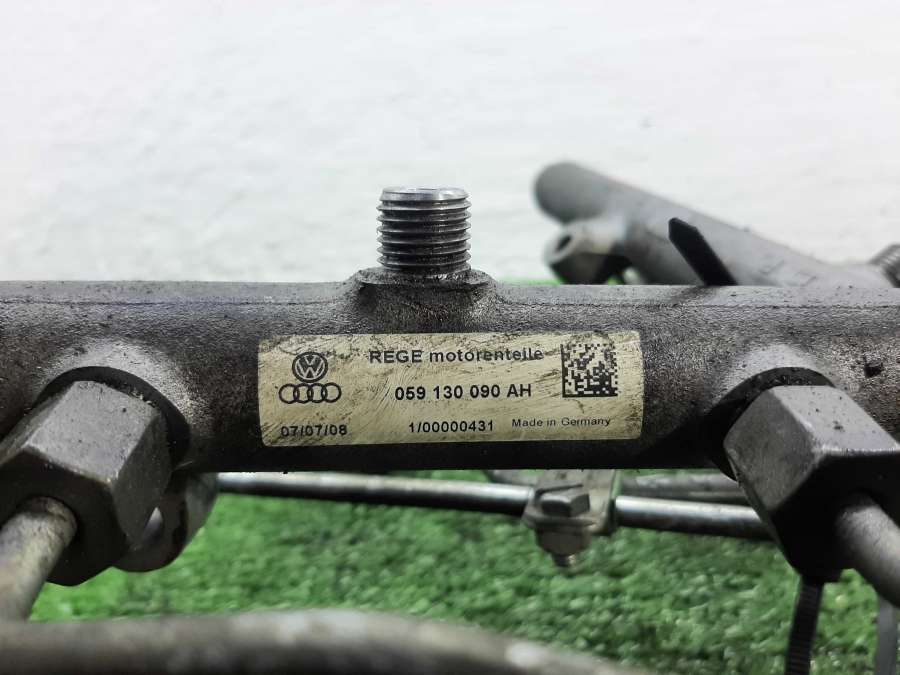 REGE motorenteile
059 130 090 AH
07/07/08 1/00000431 Made in Germany